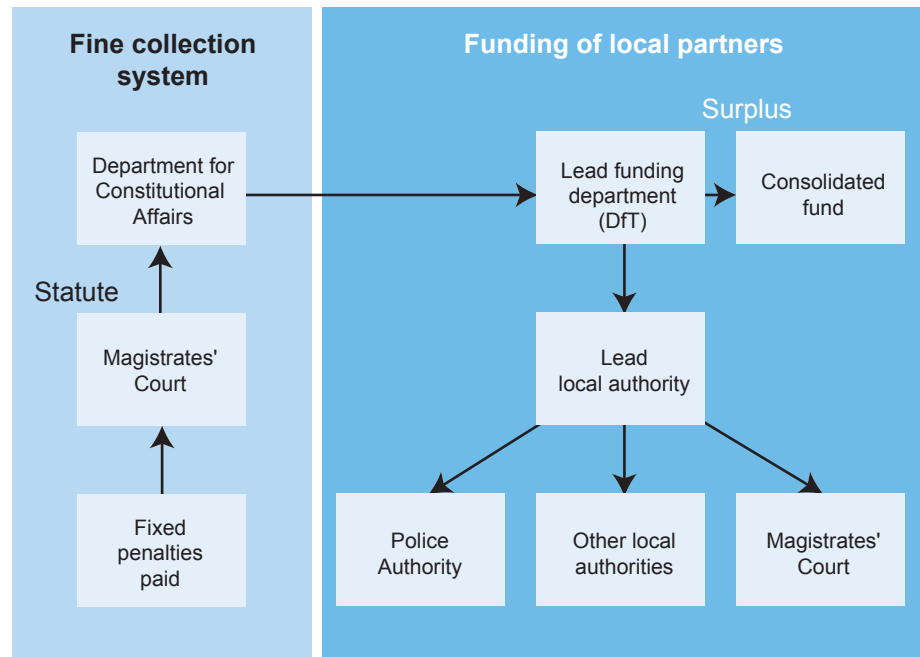 Fine collection
system
Department for
Constitutional
Affairs
Statute
Magistrates'
Court
Fixed
penalties
paid
Funding of local partners
Surplus
Lead funding
department
(DfT)
Consolidated
fund
Lead
local authority
Police
Authority
Other local
authorities
Magistrates'
Court